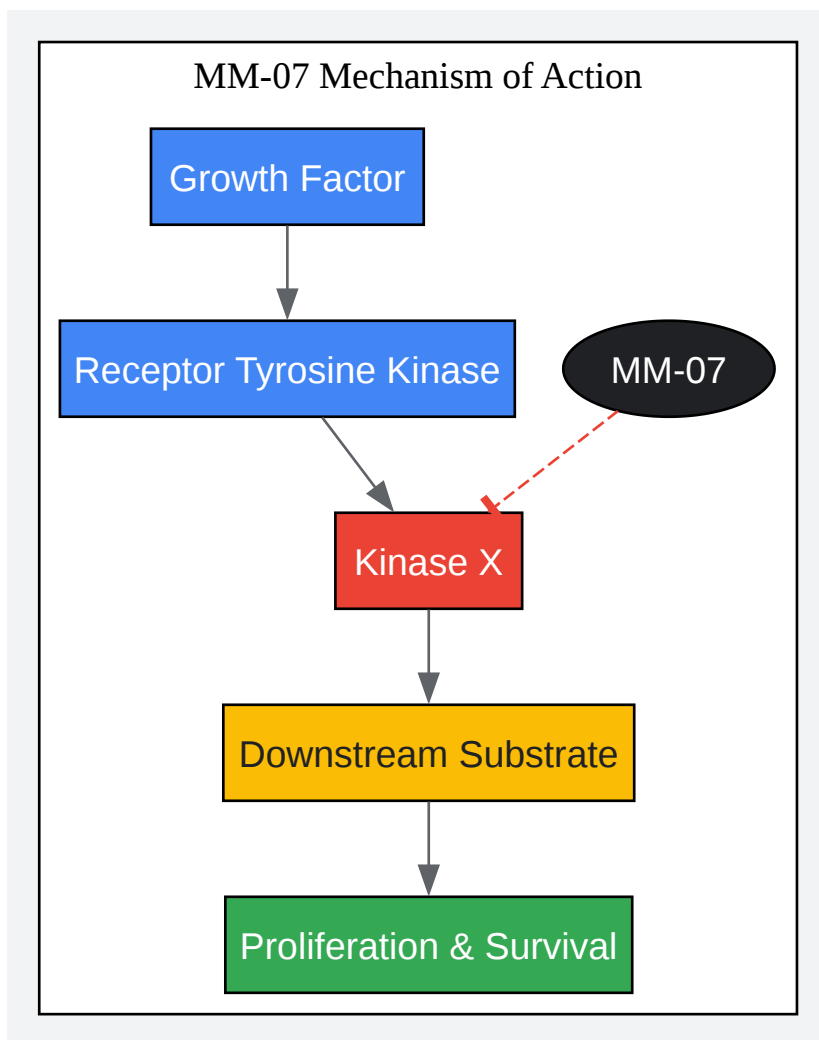 MM-07 Mechanism of Action
Growth Factor
Receptor Tyrosine Kinase
MM-07
Kinase X
Downstream Substrate
Proliferation & Survival